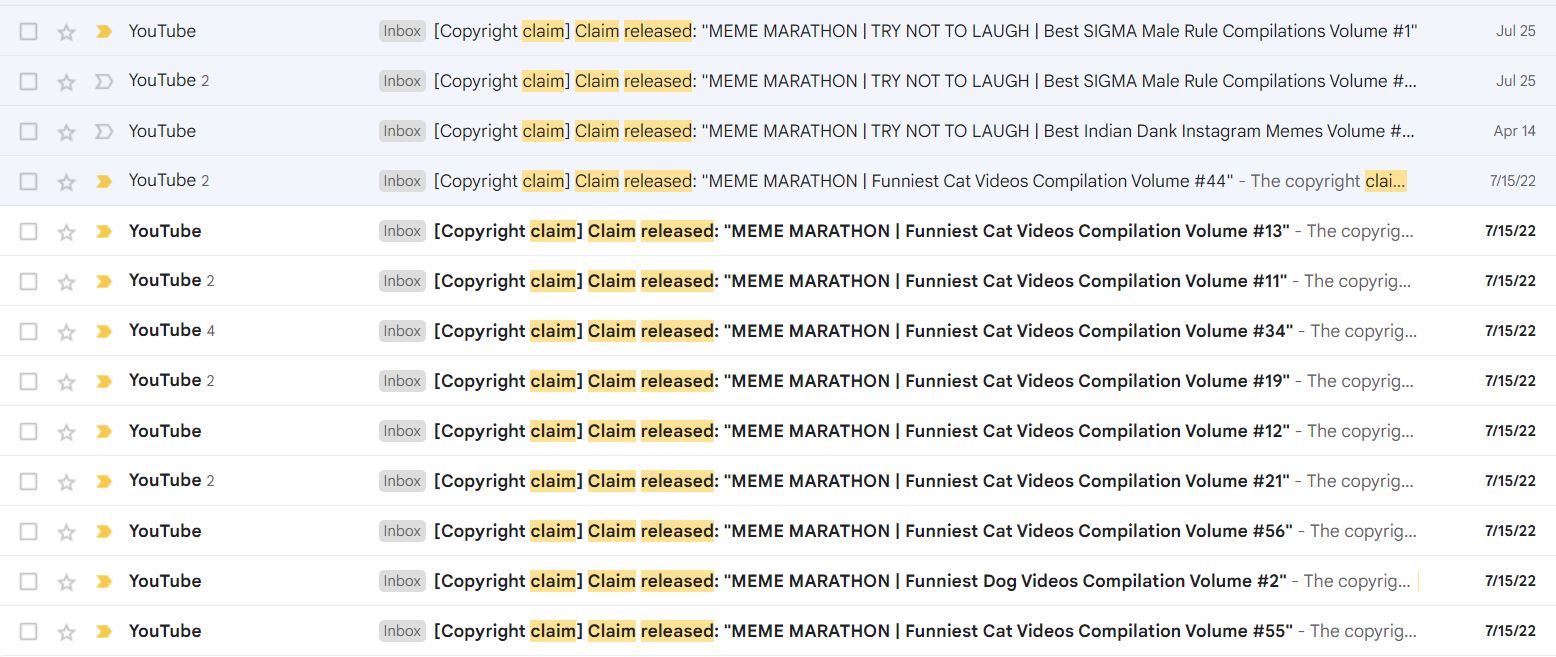 YouTube Inbox [Copyright claim] Claim released: "MEME MARATHON | TRY NOT TO LAUGH | Best SIGMA Male Rule Compilations Volume #1" Jul 25
YouTube 2 Inbox [Copyright claim] Claim released: "MEME MARATHON | TRY NOT TO LAUGH | Best SIGMA Male Rule Compilations Volume #... Jul 25
YouTube Inbox [Copyright claim] Claim released: "MEME MARATHON | TRY NOT TO LAUGH | Best Indian Dank Instagram Memes Volume #... Apr 14
YouTube 2 Inbox [Copyright claim] Claim released: "MEME MARATHON | Funniest Cat Videos Compilation Volume #44" - The copyright clai... 7/15/22
YouTube Inbox [Copyright claim] Claim released: "MEME MARATHON | Funniest Cat Videos Compilation Volume #13" - The copyrig... 7/15/22
YouTube 2 Inbox [Copyright claim] Claim released: "MEME MARATHON | Funniest Cat Videos Compilation Volume #11" - The copyrig... 7/15/22
YouTube 4 Inbox [Copyright claim] Claim released: "MEME MARATHON | Funniest Cat Videos Compilation Volume #34" - The copyrig... 7/15/22
YouTube 2 Inbox [Copyright claim] Claim released: "MEME MARATHON | Funniest Cat Videos Compilation Volume #19" - The copyrig... 7/15/22
YouTube Inbox [Copyright claim] Claim released: "MEME MARATHON | Funniest Cat Videos Compilation Volume #12" - The copyrig... 7/15/22
YouTube 2 Inbox [Copyright claim] Claim released: "MEME MARATHON | Funniest Cat Videos Compilation Volume #21" - The copyrig... 7/15/22
YouTube Inbox [Copyright claim] Claim released: "MEME MARATHON | Funniest Cat Videos Compilation Volume #56" - The copyrig... 7/15/22
YouTube Inbox [Copyright claim] Claim released: "MEME MARATHON | Funniest Dog Videos Compilation Volume #2" - The copyrig... 7/15/22
YouTube Inbox [Copyright claim] Claim released: "MEME MARATHON | Funniest Cat Videos Compilation Volume #55" - The copyrig... 7/15/22